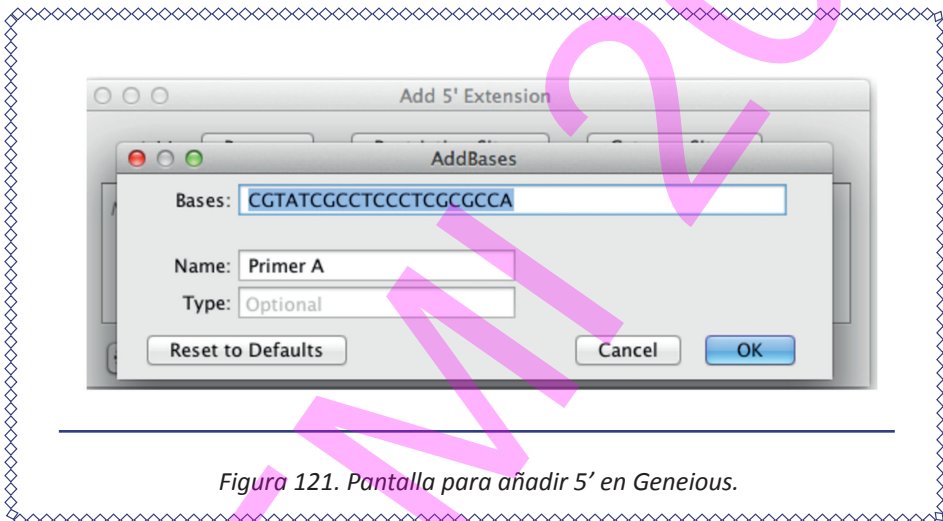 Add 5' Extension
AddBases
Bases: CGTATCGCCTCCCTCGCGCCA
Name: Primer A
Type: Optional
Reset to Defaults Cancel OK
Figura 121. Pantalla para añadir 5’ en Geneious.